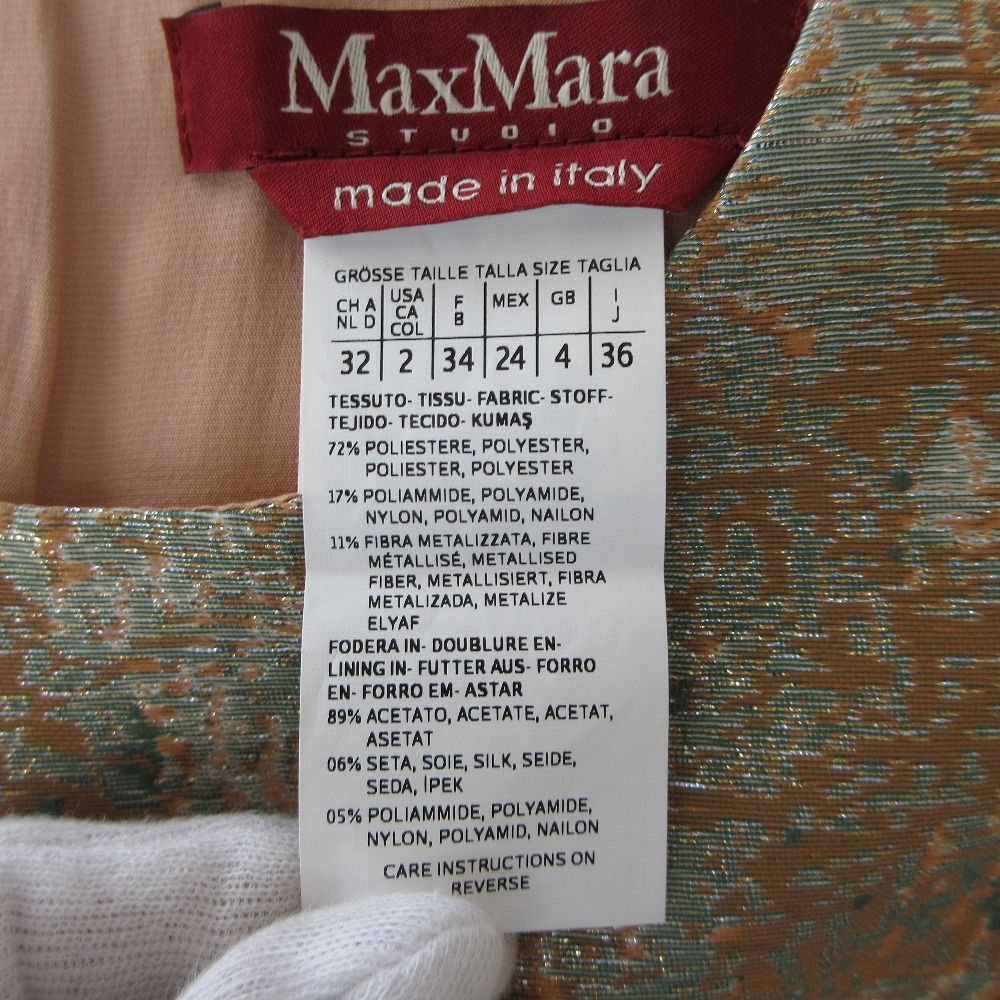 MaxMara
STUDIO
made in italy
GRÖSSE TAILLE TALLA SIZE TAGLIA
CH A USA F MEX GB I
NL D CA B J
COL
32 2 34 24 4 36
TESSUTO- TISSU- FABRIC- STOFF-
TEJIDO- TECIDO- KUMAŞ
72% POLIESTERE, POLYESTER,
POLIESTER, POLYESTER
17% POLIAMMIDE, POLYAMIDE,
NYLON, POLYAMID, NAILON
11% FIBRA METALIZZATA, FIBRE
MÉTALLISÉ, METALLISED
FIBER, METALLISIERT, FIBRA
METALIZADA, METALIZE
ELYAF
FODERA IN- DOUBLURE EN-
LINING IN- FUTTER AUS- FORRO
EN- FORRO EM- ASTAR
89% ACETATO, ACETATE, ACETAT,
ASETAT
06% SETA, SOIE, SILK, SEIDE,
SEDA, İPEK
05% POLIAMMIDE, POLYAMIDE,
NYLON, POLYAMID, NAILON
CARE INSTRUCTIONS ON
REVERSE